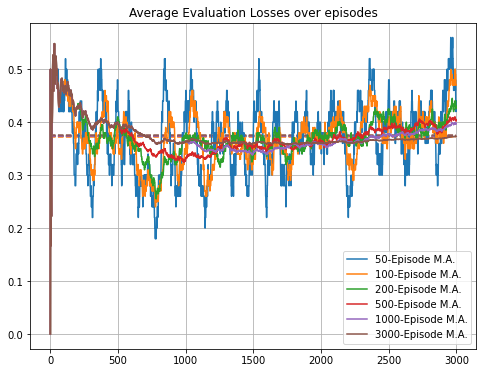 Average Evaluation Losses over episodes
0.5
0.4
0.3
0.2
0.1
0.0
0 500 1000 1500 2000 2500 3000
50-Episode M.A.
100-Episode M.A.
200-Episode M.A.
500-Episode M.A.
1000-Episode M.A.
3000-Episode M.A.